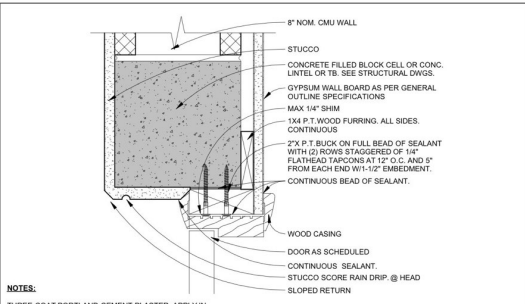 8" NOM. CMU WALL
STUCCO
CONCRETE FILLED BLOCK CELL OR CONC.
LINTEL OR TB. SEE STRUCTURAL DWGS.
GYPSUM WALL BOARD AS PER GENERAL
OUTLINE SPECIFICATIONS
MAX 1/4" SHIM
1X4 P.T.WOOD FURRING. ALL SIDES.
CONTINUOUS
2"X P.T.BUCK ON FULL BEAD OF SEALANT
WITH (2) ROWS STAGGERED OF 1/4"
FLATHEAD TAPCONS AT 12" O.C. AND 5"
FROM EACH END W/1-1/2" EMBEDMENT.
CONTINUOUS BEAD OF SEALANT.
WOOD CASING
DOOR AS SCHEDULED
CONTINUOUS SEALANT.
STUCCO SCORE RAIN DRIP. @ HEAD
SLOPED RETURN
NOTES: